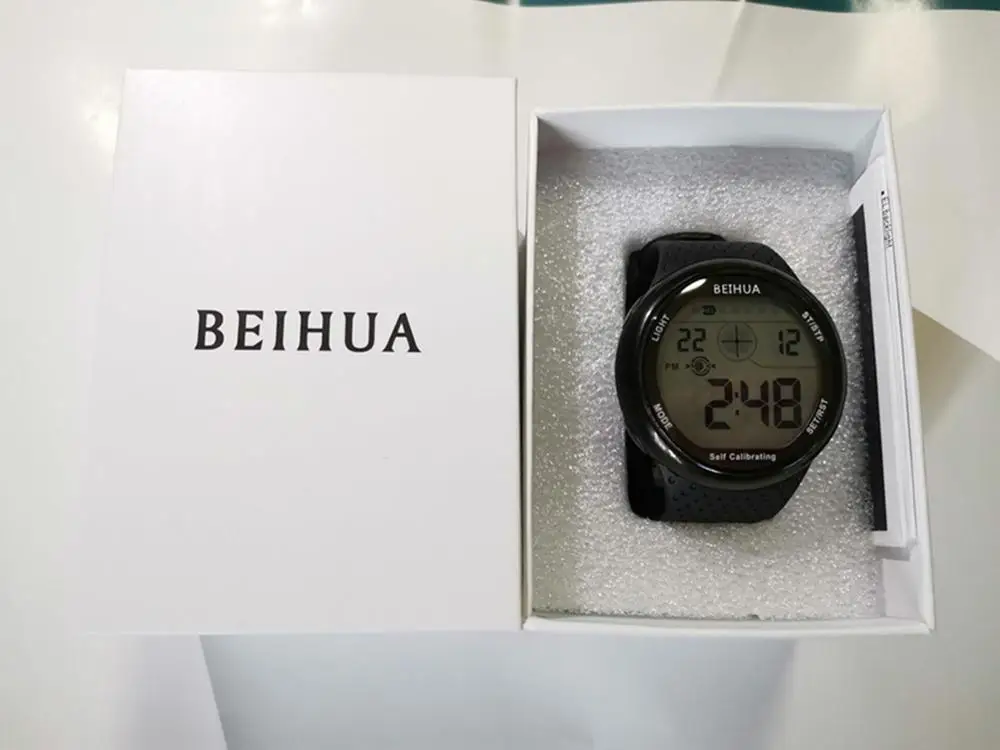 BEIHUA
BEIHUA
LIGHT
ST/STP
22
12
PM
2:48
MODE
SET/RST
Self Calibrating